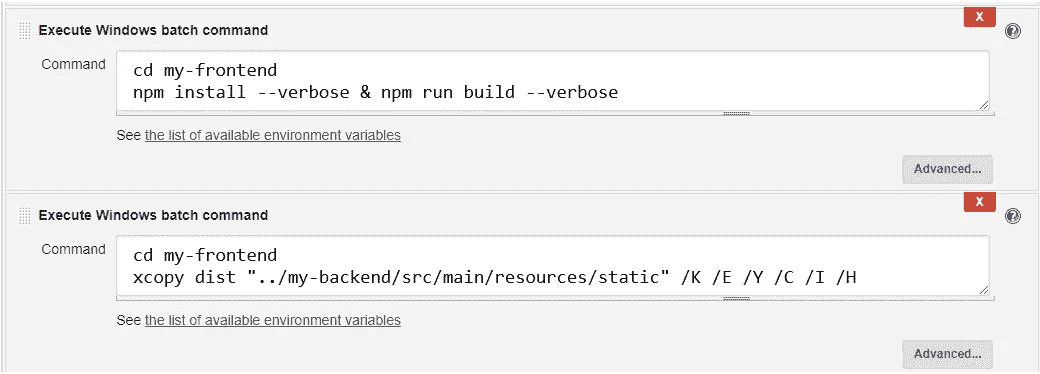 X
Execute Windows batch command
?
Command
cd my-frontend
npm install --verbose & npm run build --verbose
See the list of available environment variables
Advanced...
X
Execute Windows batch command
?
Command
cd my-frontend
xcopy dist "../my-backend/src/main/resources/static" /K /E /Y /C /I /H
See the list of available environment variables
Advanced...